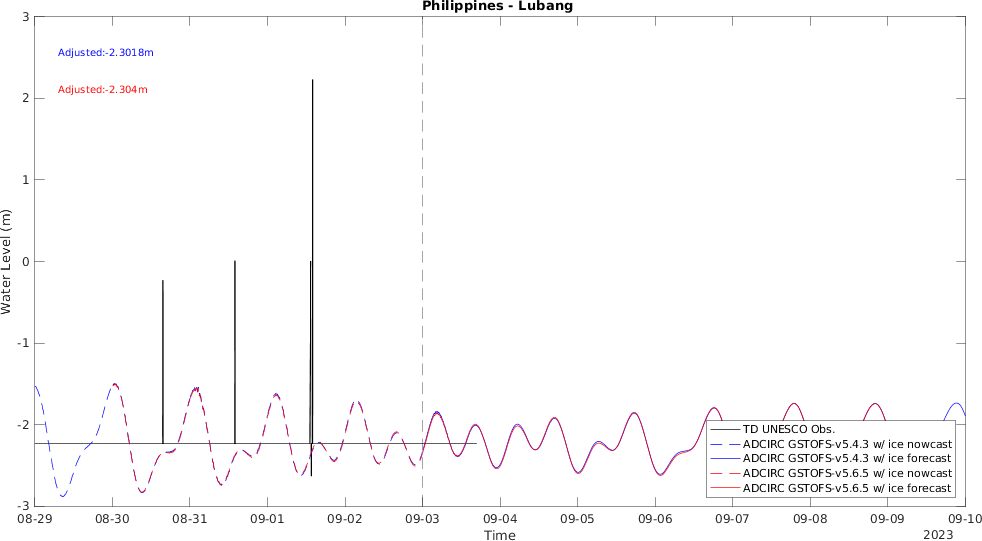 Philippines - Lubang
Adjusted:-2.3018m
Adjusted:-2.304m
Water Level (m)
3
2
1
0
-1
-2
-3
TD UNESCO Obs.
ADCIRC GSTOFS-v5.4.3 w/ ice nowcast
ADCIRC GSTOFS-v5.4.3 w/ ice forecast
ADCIRC GSTOFS-v5.6.5 w/ ice nowcast
ADCIRC GSTOFS-v5.6.5 w/ ice forecast
08-29 08-30 08-31 09-01 09-02 09-03 09-04 09-05 09-06 09-07 09-08 09-09 09-10
Time
2023